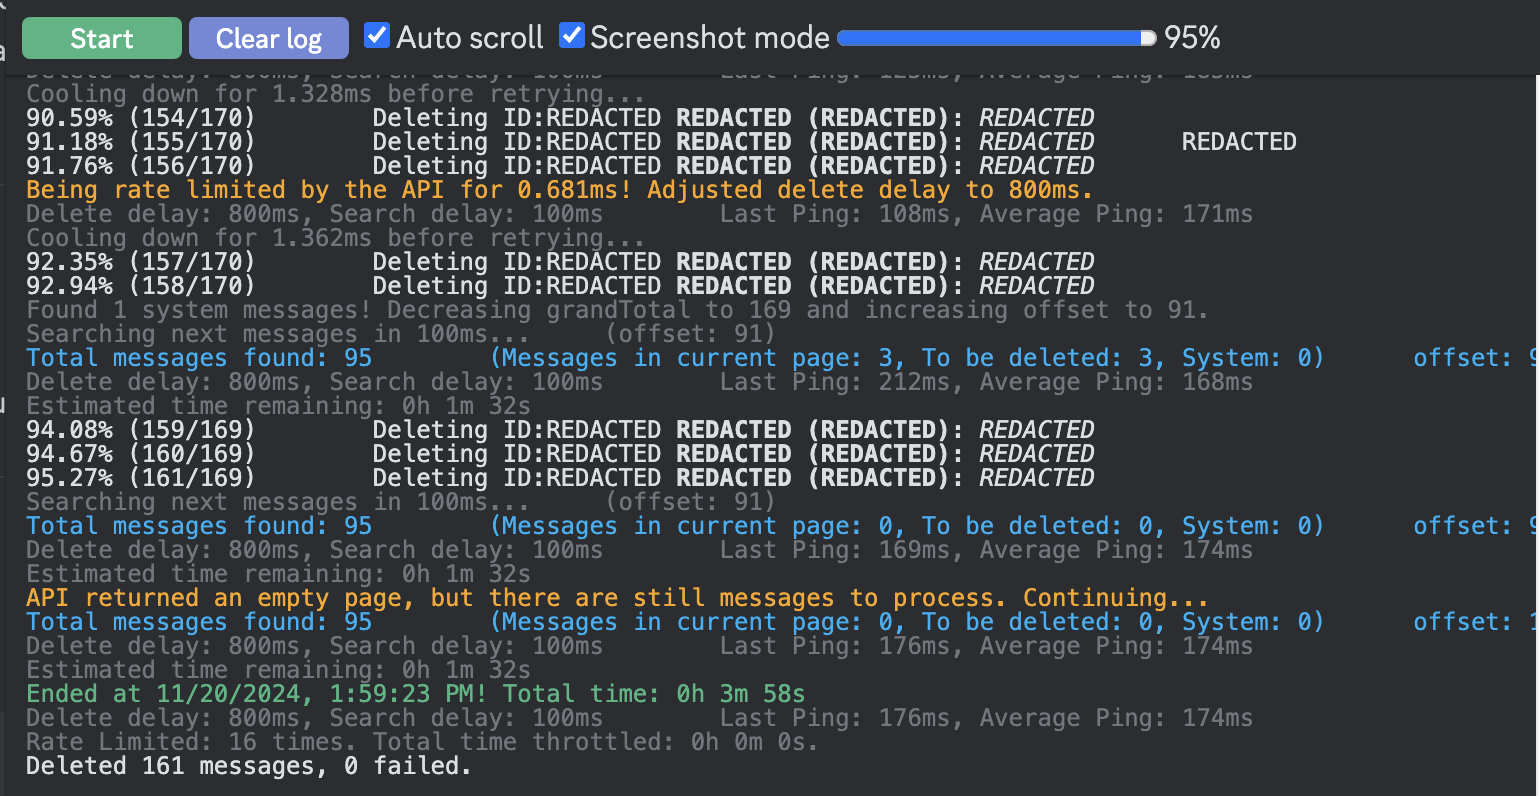 Start Clear log Auto scroll Screenshot mode 95%
Delete delay: 800ms, Search delay: 100ms Last Ping: 125ms, Average Ping: 185ms
Cooling down for 1.328ms before retrying...
90.59% (154/170) Deleting ID:REDACTED REDACTED (REDACTED): REDACTED
91.18% (155/170) Deleting ID:REDACTED REDACTED (REDACTED): REDACTED REDACTED
91.76% (156/170) Deleting ID:REDACTED REDACTED (REDACTED): REDACTED
Being rate limited by the API for 0.681ms! Adjusted delete delay to 800ms.
Delete delay: 800ms, Search delay: 100ms Last Ping: 108ms, Average Ping: 171ms
Cooling down for 1.362ms before retrying...
92.35% (157/170) Deleting ID:REDACTED REDACTED (REDACTED): REDACTED
92.94% (158/170) Deleting ID:REDACTED REDACTED (REDACTED): REDACTED
Found 1 system messages! Decreasing grandTotal to 169 and increasing offset to 91.
Searching next messages in 100ms... (offset: 91)
Total messages found: 95 (Messages in current page: 3, To be deleted: 3, System: 0) offset: 9
Delete delay: 800ms, Search delay: 100ms Last Ping: 212ms, Average Ping: 168ms
Estimated time remaining: 0h 1m 32s
94.08% (159/169) Deleting ID:REDACTED REDACTED (REDACTED): REDACTED
94.67% (160/169) Deleting ID:REDACTED REDACTED (REDACTED): REDACTED
95.27% (161/169) Deleting ID:REDACTED REDACTED (REDACTED): REDACTED
Searching next messages in 100ms... (offset: 91)
Total messages found: 95 (Messages in current page: 0, To be deleted: 0, System: 0) offset: 9
Delete delay: 800ms, Search delay: 100ms Last Ping: 169ms, Average Ping: 174ms
Estimated time remaining: 0h 1m 32s
API returned an empty page, but there are still messages to process. Continuing...
Total messages found: 95 (Messages in current page: 0, To be deleted: 0, System: 0) offset: 1
Delete delay: 800ms, Search delay: 100ms Last Ping: 176ms, Average Ping: 174ms
Estimated time remaining: 0h 1m 32s
Ended at 11/20/2024, 1:59:23 PM! Total time: 0h 3m 58s
Delete delay: 800ms, Search delay: 100ms Last Ping: 176ms, Average Ping: 174ms
Rate Limited: 16 times. Total time throttled: 0h 0m 0s.
Deleted 161 messages, 0 failed.